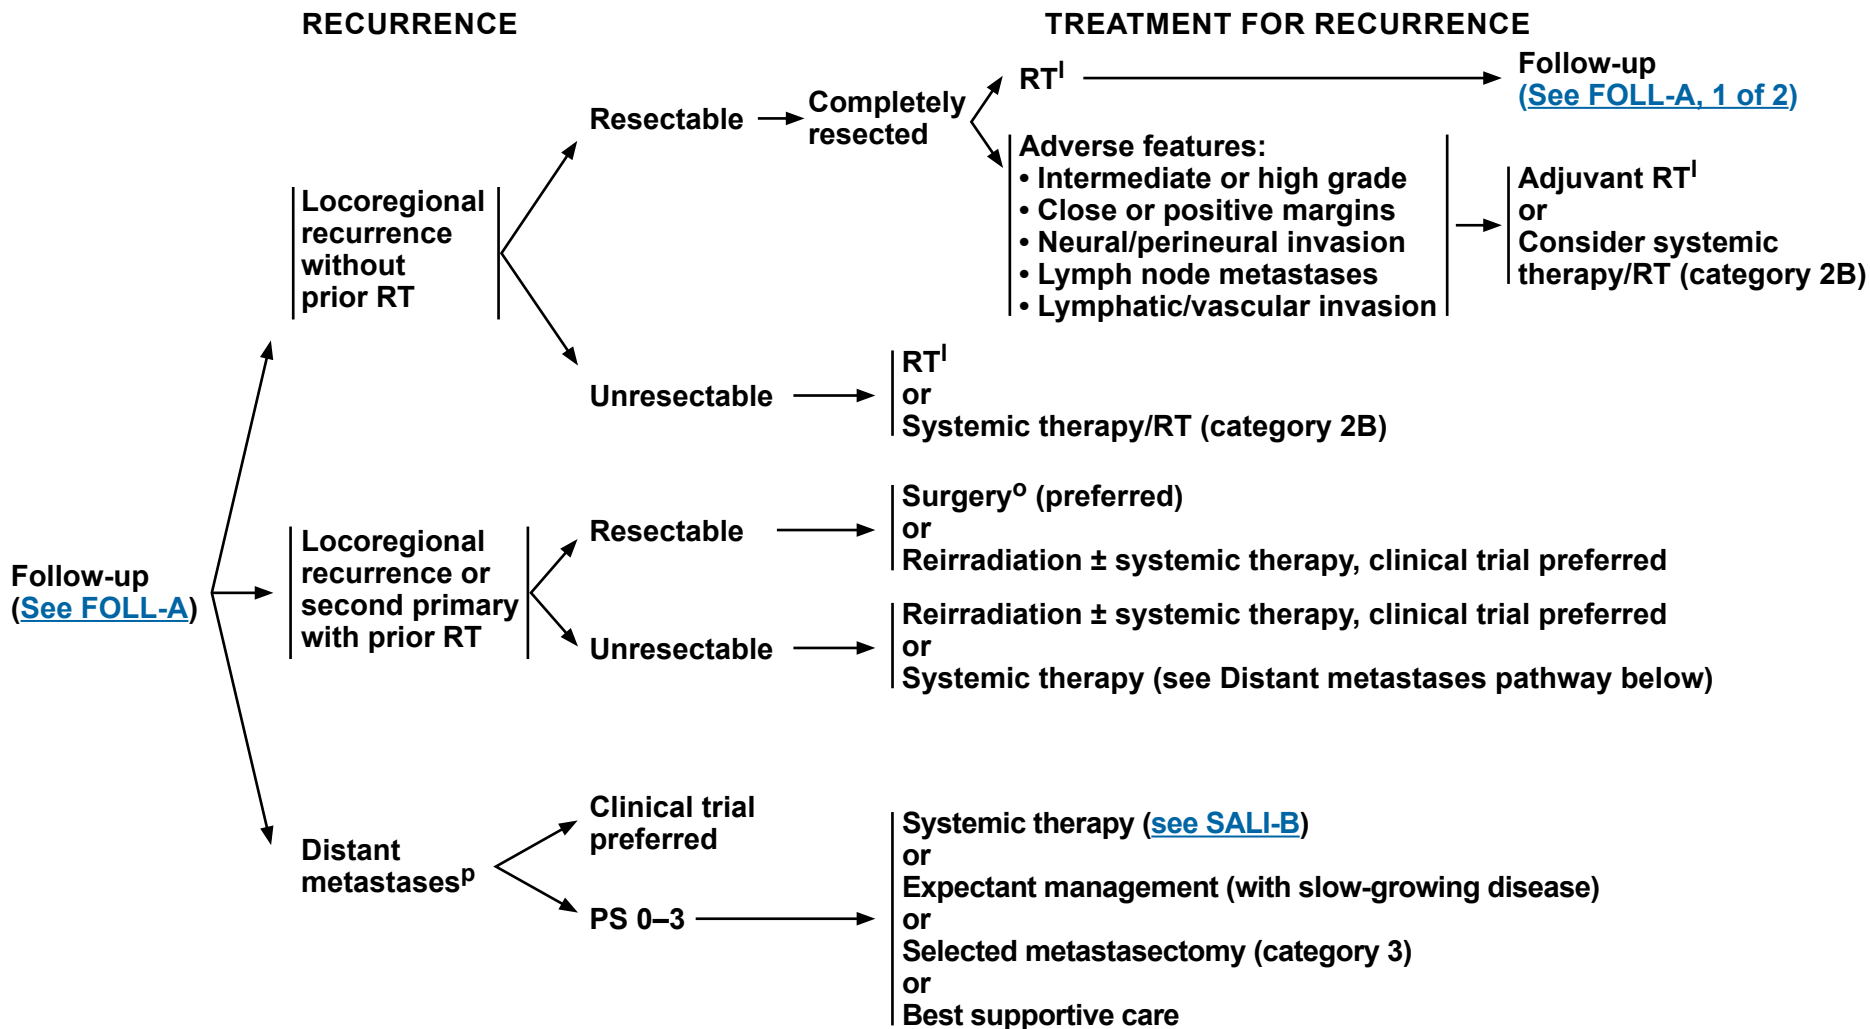 RECURRENCE
TREATMENT FOR RECURRENCE
Follow-up
(See FOLL-A)
Locoregional
recurrence
without
prior RT
Resectable
Completely
resected
RTˡ
Follow-up
(See FOLL-A, 1 of 2)
Adverse features:
• Intermediate or high grade
• Close or positive margins
• Neural/perineural invasion
• Lymph node metastases
• Lymphatic/vascular invasion
Adjuvant RTˡ
or
Consider systemic
therapy/RT (category 2B)
Unresectable
RTˡ
or
Systemic therapy/RT (category 2B)
Locoregional
recurrence or
second primary
with prior RT
Resectable
Surgeryᵒ (preferred)
or
Reirradiation ± systemic therapy, clinical trial preferred
Unresectable
Reirradiation ± systemic therapy, clinical trial preferred
or
Systemic therapy (see Distant metastases pathway below)
Distant
metastasesᵖ
Clinical trial
preferred
PS 0–3
Systemic therapy (see SALI-B)
or
Expectant management (with slow-growing disease)
or
Selected metastasectomy (category 3)
or
Best supportive care